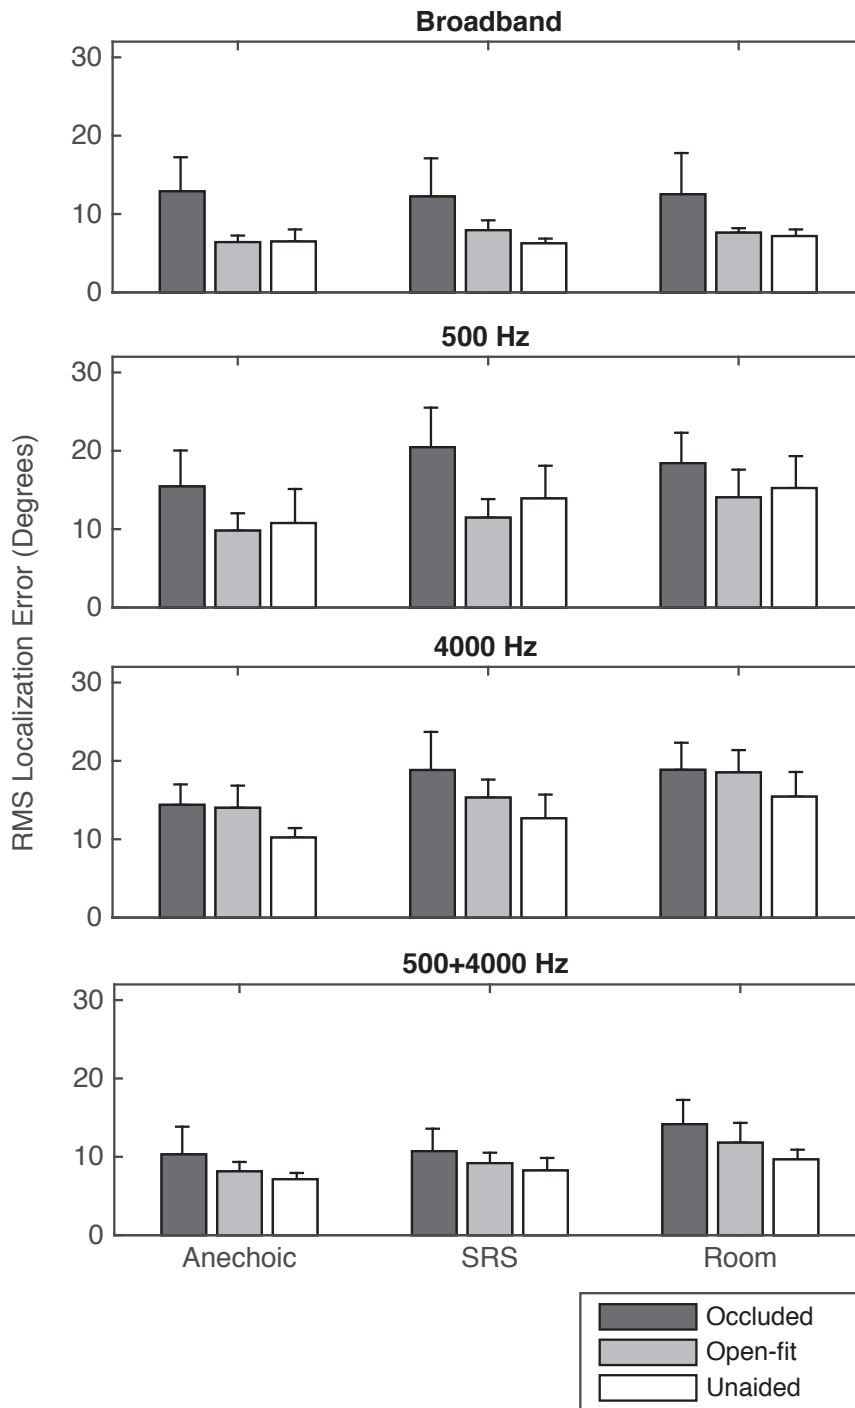 Broadband
30
20
10
0
500 Hz
30
20
10
0
RMS Localization Error (Degrees)
4000 Hz
30
20
10
0
500+4000 Hz
30
20
10
0
Anechoic SRS Room
Occluded
Open-fit
Unaided